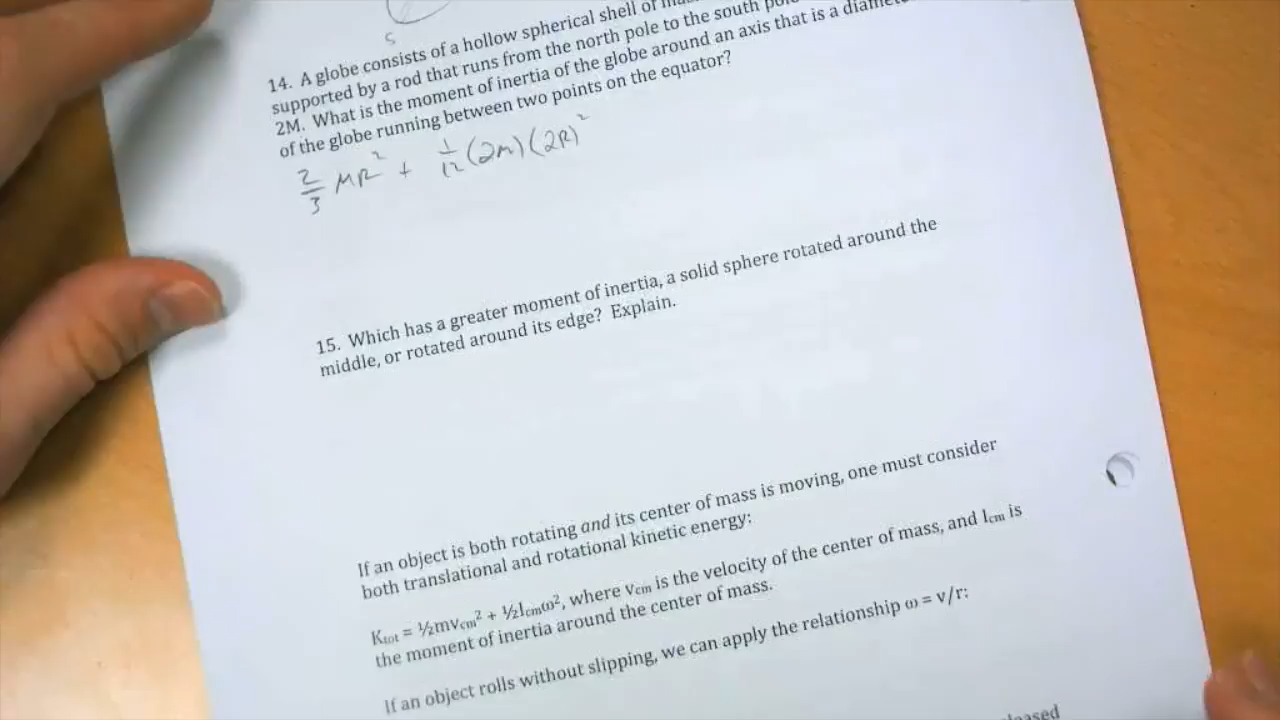 S
14. A globe consists of a hollow spherical shell of
supported by a rod that runs from the north pole to the south
2M. What is the moment of inertia of the globe around an axis that is a
of the globe running between two points on the equator?
2/3 MR² + 1/12 (2M) (2R)²
15. Which has a greater moment of inertia, a solid sphere rotated around the
middle, or rotated around its edge? Explain.
If an object is both rotating and its center of mass is moving, one must consider
both translational and rotational kinetic energy:
Ktot = ½mvcm² + ½Icmω², where vcm is the velocity of the center of mass, and Icm is
the moment of inertia around the center of mass.
If an object rolls without slipping, we can apply the relationship ω = v/r: